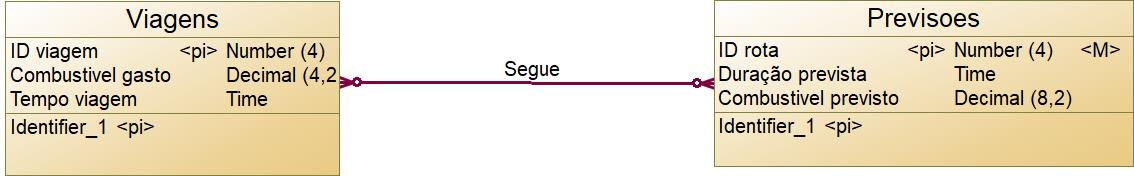 Viagens
ID viagem <pi> Number (4)
Combustivel gasto Decimal (4,2
Tempo viagem Time
Identifier_1 <pi>
Segue
Previsoes
ID rota <pi> Number (4) <M>
Duração prevista Time
Combustivel previsto Decimal (8,2)
Identifier_1 <pi>